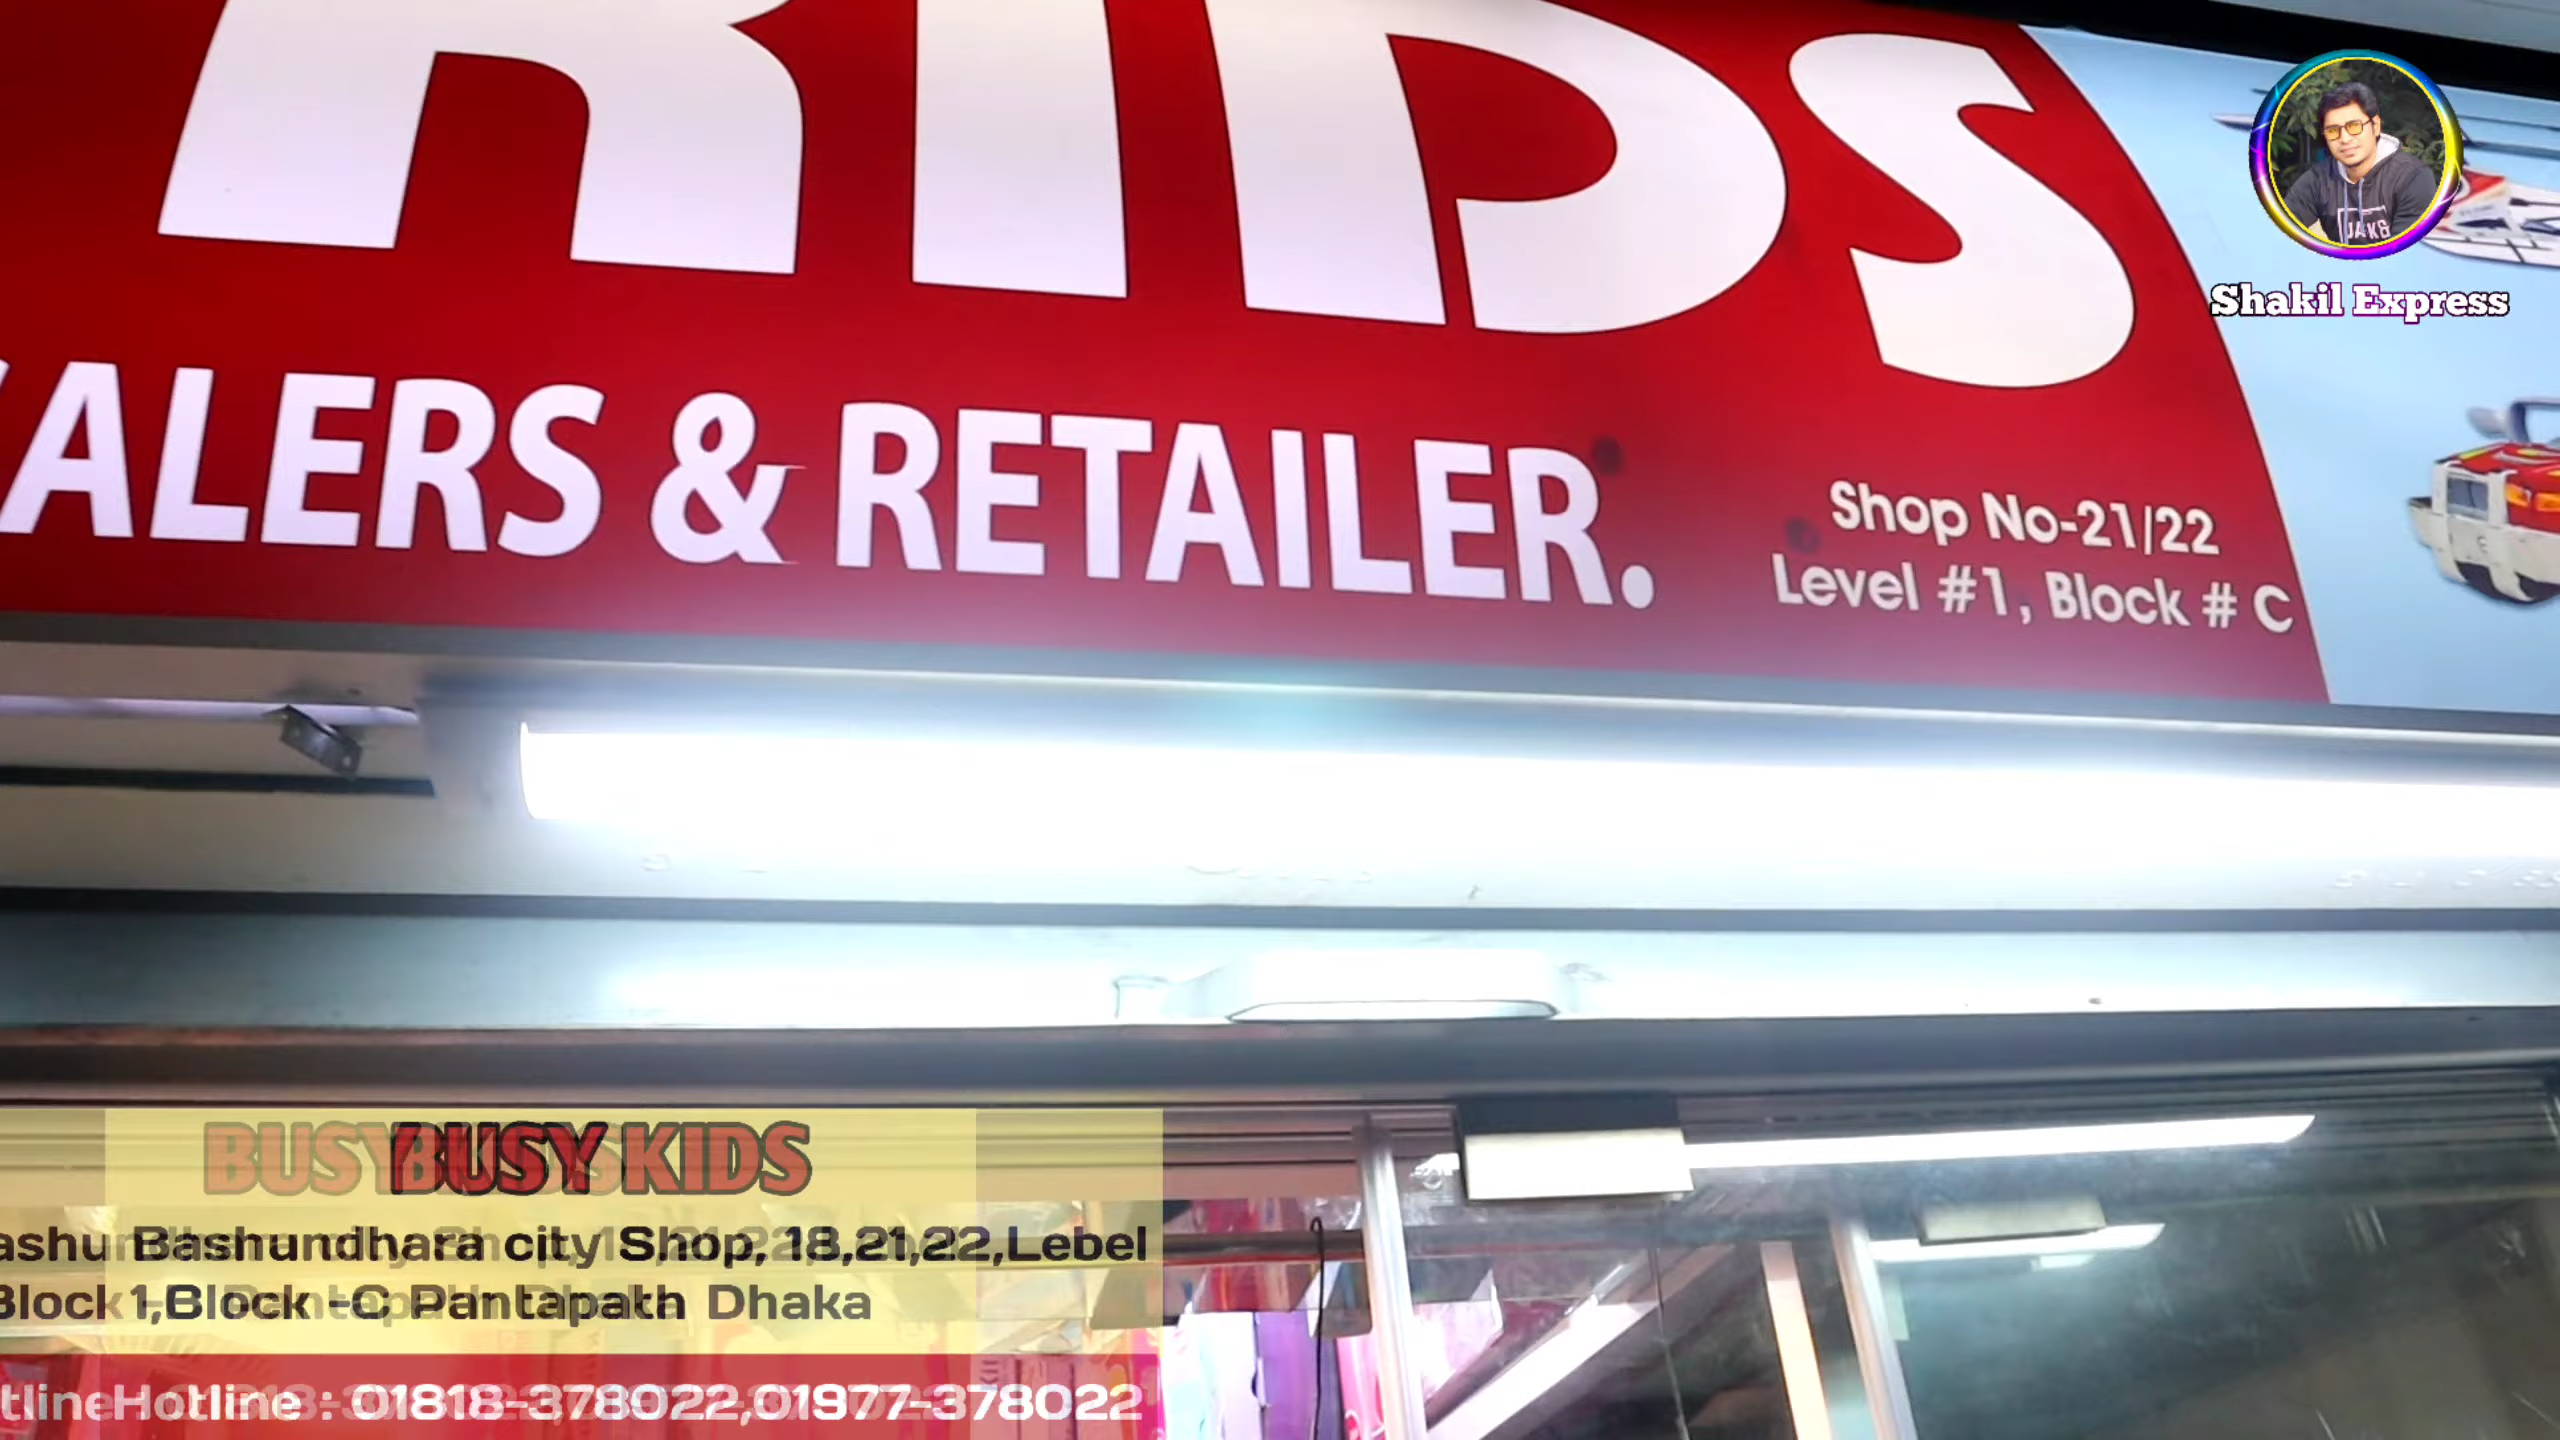 KIDS
ALERS & RETAILER.
Shop No-21/22
Level #1, Block # C
Shakil Express
BUSY KIDS
Bashundhara city Shop, 18,21,22,Lebel
1,Block -C Pantapath Dhaka
Hotline : 01818-378022,01977-378022